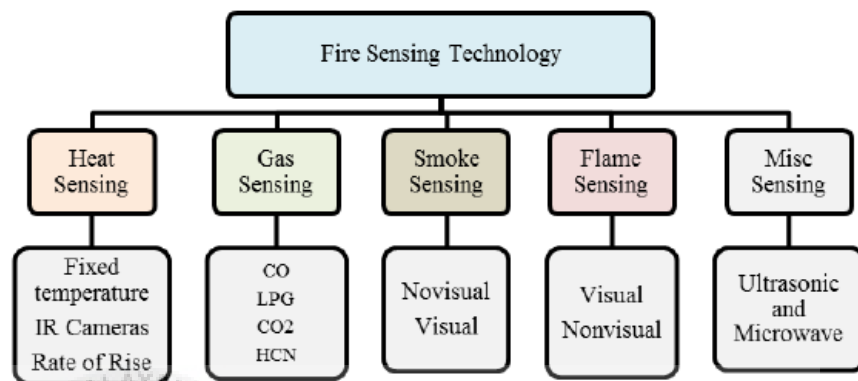 Fire Sensing Technology
Heat
Sensing
Gas
Sensing
Smoke
Sensing
Flame
Sensing
Misc
Sensing
Fixed
temperature
IR Cameras
Rate of Rise
CO
LPG
CO2
HCN
Novisual
Visual
Visual
Nonvisual
Ultrasonic
and
Microwave